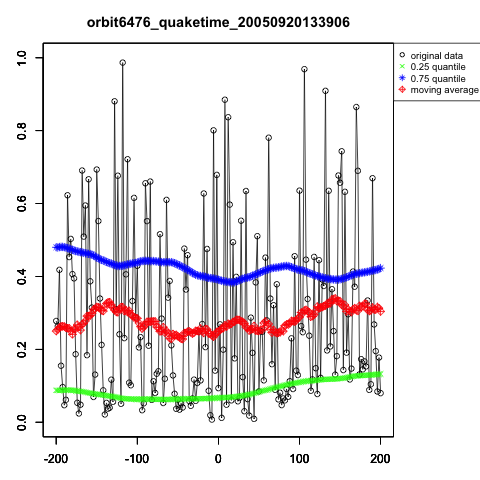 orbit6476_quaketime_20050920133906
original data
0.25 quantile
0.75 quantile
moving average
1.0
0.8
0.6
0.4
0.2
0.0
-200 -100 0 100 200